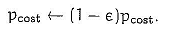 p_cost ← (1 − ϵ)p_cost.